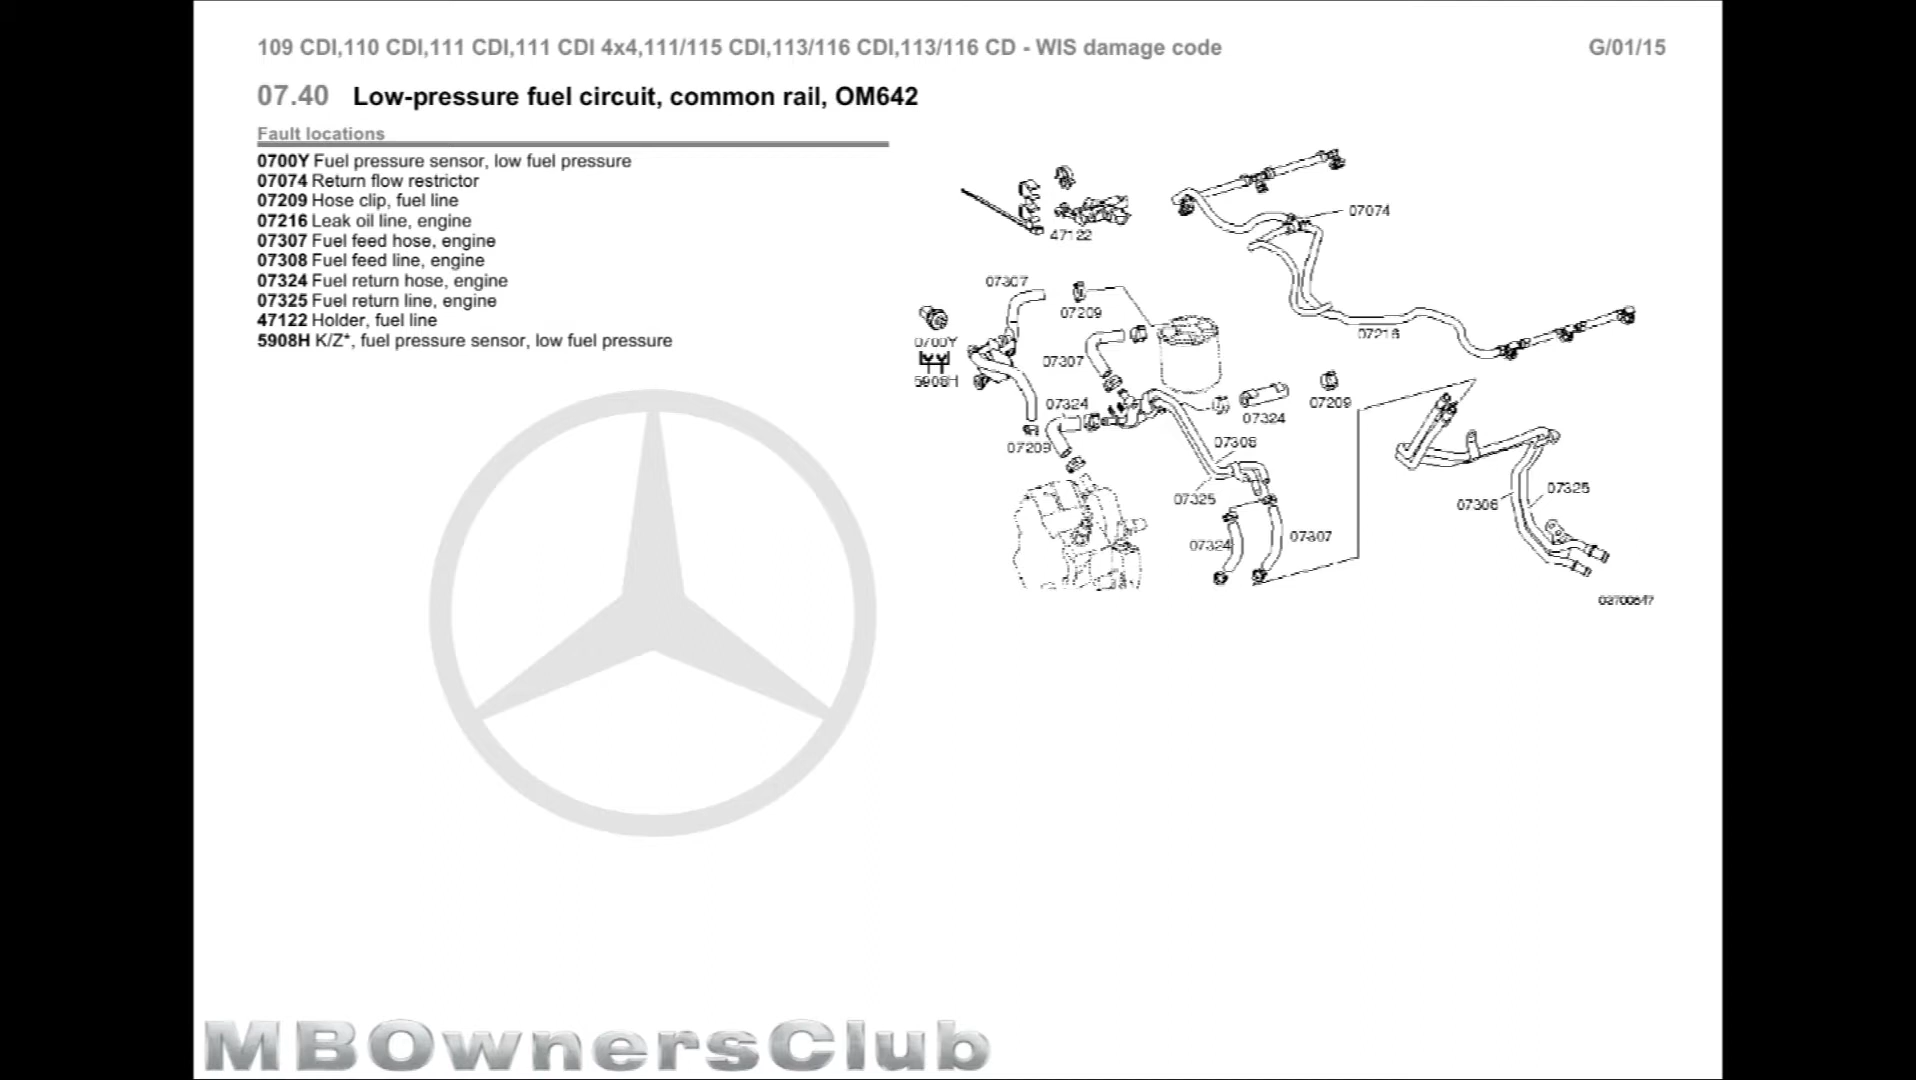 109 CDI,110 CDI,111 CDI,111 CDI 4x4,111/115 CDI,113/116 CDI,113/116 CD - WIS damage code G/01/15
07.40 Low-pressure fuel circuit, common rail, OM642
Fault locations
0700Y Fuel pressure sensor, low fuel pressure
07074 Return flow restrictor
07209 Hose clip, fuel line
07216 Leak oil line, engine
07307 Fuel feed hose, engine
07308 Fuel feed line, engine
07324 Fuel return hose, engine
07325 Fuel return line, engine
47122 Holder, fuel line
5908H K/Z*, fuel pressure sensor, low fuel pressure
07074
47122
07307
07209
0700Y
07216
07307
5908H
07324
07209
07324
07209
07308
07325
07325
07308
07324
07307
MBOwnersClub